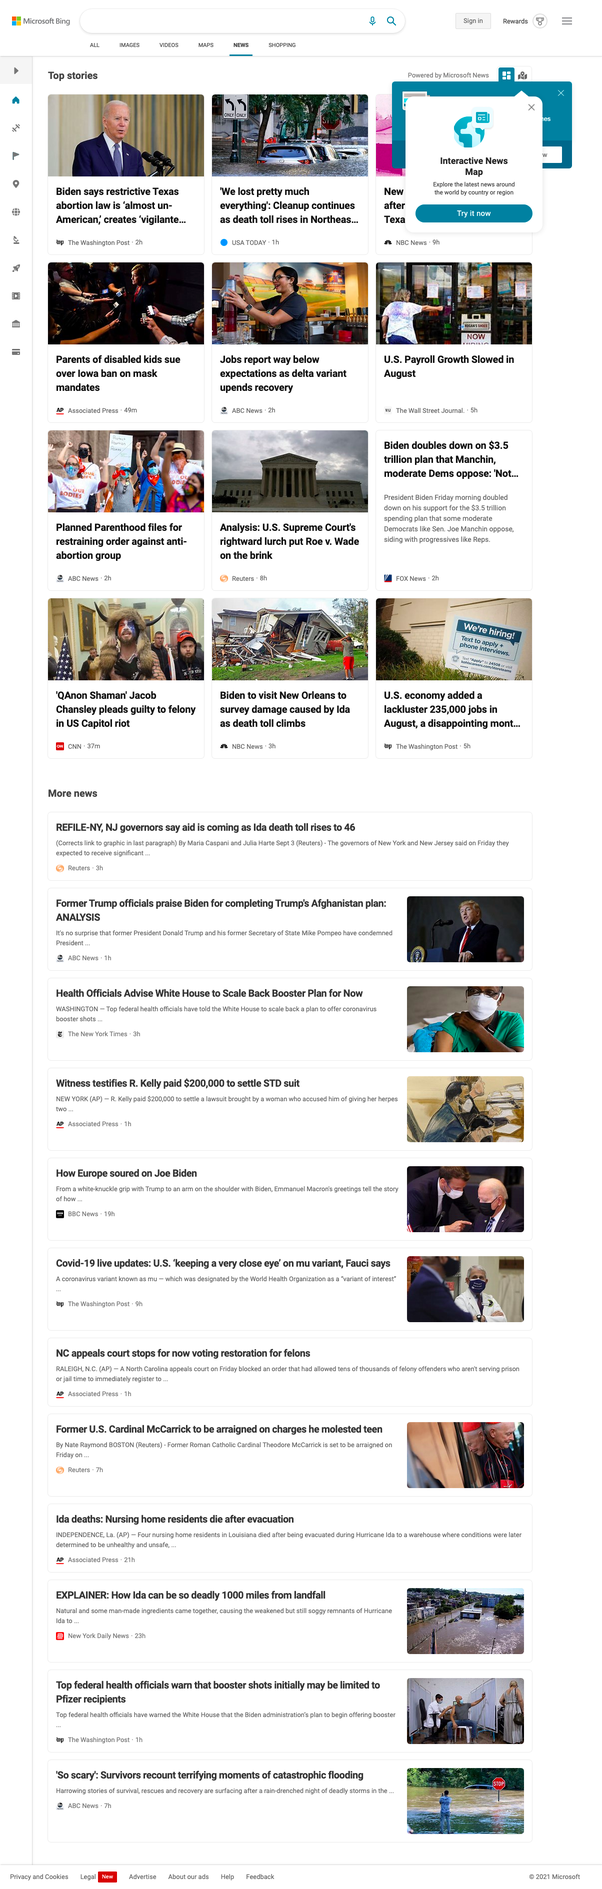 Microsoft Bing
Sign in
Rewards
ALL
IMAGES
VIDEOS
MAPS
NEWS
SHOPPING
Top stories
Powered by Microsoft News
Interactive News
Map
Explore the latest news around
the world by country or region
Try it now
Biden says restrictive Texas
abortion law is ‘almost un-
American,’ creates ‘vigilante...
The Washington Post · 2h
'We lost pretty much
everything': Cleanup continues
as death toll rises in Northeas...
USA TODAY · 1h
New
after
Texa
NBC News · 9h
Parents of disabled kids sue
over Iowa ban on mask
mandates
AP Associated Press · 49m
Jobs report way below
expectations as delta variant
upends recovery
ABC News · 2h
NOW
U.S. Payroll Growth Slowed in
August
The Wall Street Journal. · 5h
Planned Parenthood files for
restraining order against anti-
abortion group
ABC News · 2h
Analysis: U.S. Supreme Court's
rightward lurch put Roe v. Wade
on the brink
Reuters · 8h
Biden doubles down on $3.5
trillion plan that Manchin,
moderate Dems oppose: 'Not...
President Biden Friday morning doubled
down on his support for the $3.5 trillion
spending plan that some moderate
Democrats like Sen. Joe Manchin oppose,
siding with progressives like Reps.
FOX News · 2h
'QAnon Shaman' Jacob
Chansley pleads guilty to felony
in US Capitol riot
CNN · 37m
Biden to visit New Orleans to
survey damage caused by Ida
as death toll climbs
NBC News · 3h
We're hiring!
Text to apply +
phone interviews.
U.S. economy added a
lackluster 235,000 jobs in
August, a disappointing mont...
The Washington Post · 5h
More news
REFILE-NY, NJ governors say aid is coming as Ida death toll rises to 46
(Corrects link to graphic in last paragraph) By Maria Caspani and Julia Harte Sept 3 (Reuters) - The governors of New York and New Jersey said on Friday they
expected to receive significant ...
Reuters · 3h
Former Trump officials praise Biden for completing Trump's Afghanistan plan:
ANALYSIS
It's no surprise that former President Donald Trump and his former Secretary of State Mike Pompeo have condemned
President ...
ABC News · 1h
Health Officials Advise White House to Scale Back Booster Plan for Now
WASHINGTON — Top federal health officials have told the White House to scale back a plan to offer coronavirus
booster shots ...
The New York Times · 3h
Witness testifies R. Kelly paid $200,000 to settle STD suit
NEW YORK (AP) — R. Kelly paid $200,000 to settle a lawsuit brought by a woman who accused him of giving her herpes
two ...
AP Associated Press · 1h
How Europe soured on Joe Biden
From a white-knuckle grip with Trump to an arm on the shoulder with Biden, Emmanuel Macron's greetings tell the story
of how ...
BBC News · 19h
Covid-19 live updates: U.S. ‘keeping a very close eye’ on mu variant, Fauci says
A coronavirus variant known as mu — which was designated by the World Health Organization as a “variant of interest”
...
The Washington Post · 9h
NC appeals court stops for now voting restoration for felons
RALEIGH, N.C. (AP) — A North Carolina appeals court on Friday blocked an order that had allowed tens of thousands of felony offenders who aren't serving prison
or jail time to immediately register to ...
AP Associated Press · 1h
Former U.S. Cardinal McCarrick to be arraigned on charges he molested teen
By Nate Raymond BOSTON (Reuters) - Former Roman Catholic Cardinal Theodore McCarrick is set to be arraigned on
Friday on ...
Reuters · 7h
Ida deaths: Nursing home residents die after evacuation
INDEPENDENCE, La. (AP) — Four nursing home residents in Louisiana died after being evacuated during Hurricane Ida to a warehouse where conditions were later
determined to be unhealthy and unsafe, ...
AP Associated Press · 21h
EXPLAINER: How Ida can be so deadly 1000 miles from landfall
Natural and some man-made ingredients came together, causing the weakened but still soggy remnants of Hurricane
Ida to ...
New York Daily News · 23h
Top federal health officials warn that booster shots initially may be limited to
Pfizer recipients
Top federal health officials have warned the White House that the Biden administration's plan to begin offering booster
...
The Washington Post · 1h
'So scary': Survivors recount terrifying moments of catastrophic flooding
Harrowing stories of survival, rescues and recovery are surfacing after a rain-drenched night of deadly storms in the ...
ABC News · 7h
STOP
Privacy and Cookies
Legal
New
Advertise
About our ads
Help
Feedback
© 2021 Microsoft